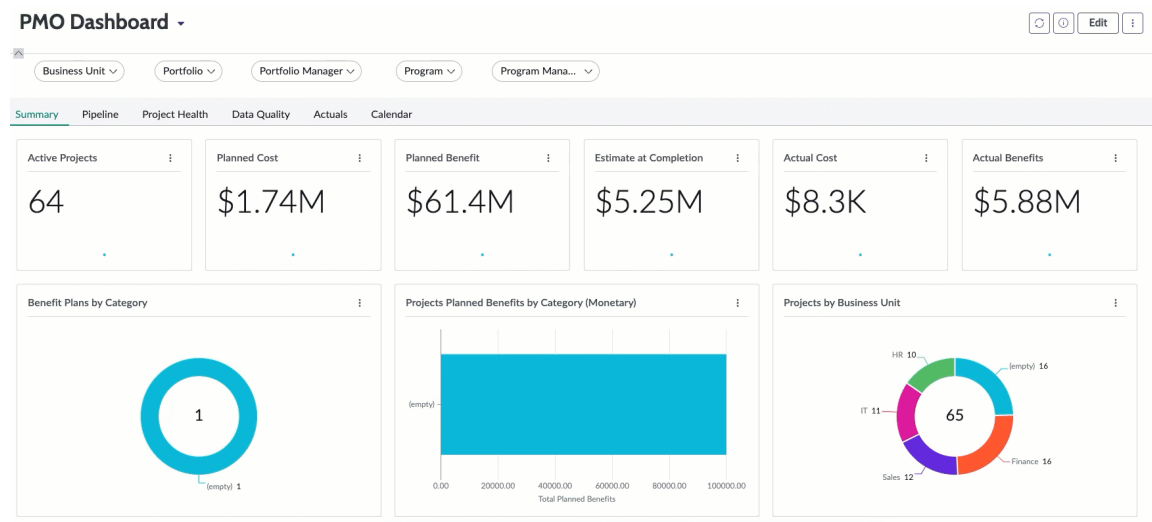 PMO Dashboard
Edit
Business Unit
Portfolio
Portfolio Manager
Program
Program Mana...
Summary
Pipeline
Project Health
Data Quality
Actuals
Calendar
Active Projects
64
Planned Cost
$1.74M
Planned Benefit
$61.4M
Estimate at Completion
$5.25M
Actual Cost
$8.3K
Actual Benefits
$5.88M
Benefit Plans by Category
1
(empty) 1
Projects Planned Benefits by Category (Monetary)
(empty)
0.00 20000.00 40000.00 60000.00 80000.00 100000.00
Total Planned Benefits
Projects by Business Unit
HR 10
(empty) 16
IT 11
65
Finance 16
Sales 12